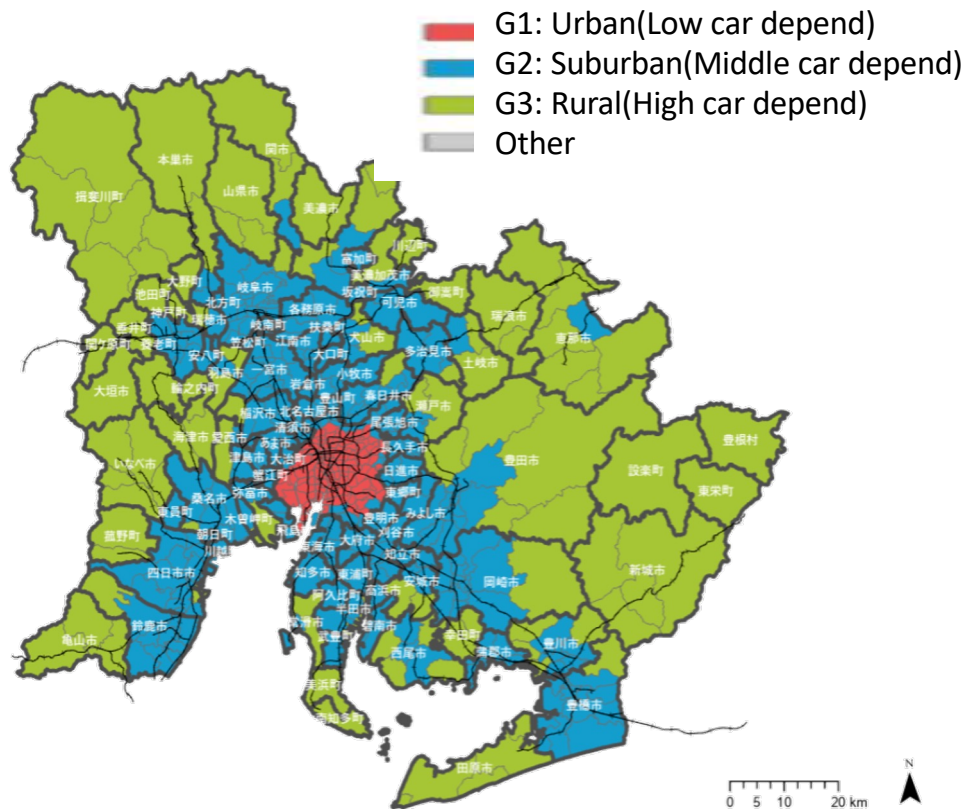 G1: Urban(Low car depend)
G2: Suburban(Middle car depend)
G3: Rural(High car depend)
Other
関市
本巣市
山県市
揖斐川町
美濃市
川辺町
富加町
美濃加茂市
大野町
岐阜市
坂祝町
御嵩町
池田町
北方町
可児市
神戸町
瑞穂市
各務原市
瑞浪市
岐南町
扶桑町
恵那市
養老町
笠松町
江南市
犬山市
安八町
大口町
多治見市
土岐市
羽島市
一宮市
小牧市
大垣市
輪之内町
岩倉市
豊山町
春日井市
瀬戸市
稲沢市
北名古屋市
清須市
尾張旭市
海津市
愛西市
あま市
長久手市
豊根村
いなべ市
津島市
大治町
日進市
豊田市
設楽町
蟹江町
東郷町
東栄町
桑名市
弥富市
東員町
木曽岬町
豊明市
みよし市
菰野町
朝日町
飛島
刈谷市
川越
東海市
大府市
知立市
四日市市
知多市
東浦町
安城市
岡崎市
新城市
阿久比町
高浜市
鈴鹿市
半田市
常滑市
武豊町
碧南市
幸田町
豊川市
亀山市
西尾市
蒲郡市
美浜町
豊橋市
南知多町
田原市
N
0 5 10 20 km